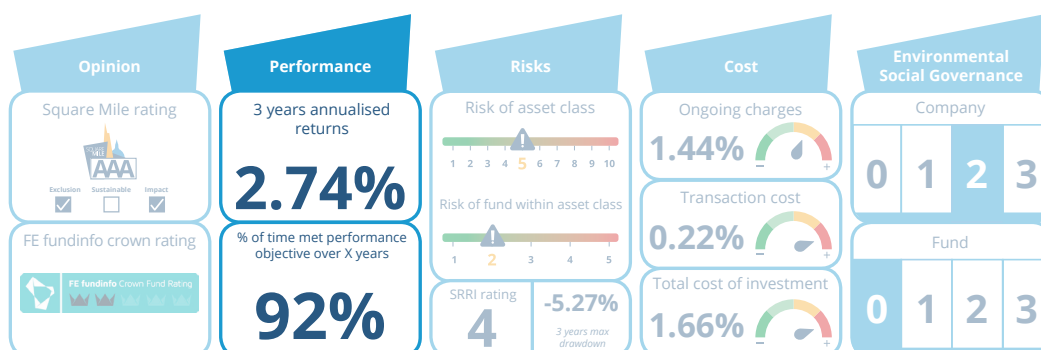 Opinion
Square Mile rating
SQUARE
MILE
AAA
Exclusion Sustainable Impact
FE fundinfo crown rating
FE fundinfo Crown Fund Rating
Performance
3 years annualised
returns
2.74%
% of time met performance
objective over X years
92%
Risks
Risk of asset class
1 2 3 4 5 6 7 8 9 10
Risk of fund within asset class
1 2 3 4 5
SRRI rating
4
-5.27%
3 years max
drawdown
Cost
Ongoing charges
1.44%
– +
Transaction cost
0.22%
– +
Total cost of investment
1.66%
– +
Environmental
Social Governance
Company
0 1 2 3
Fund
0 1 2 3